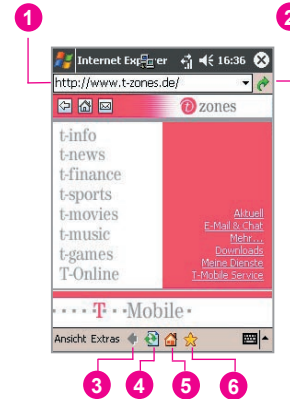 1
2
Internet Explorer 16:36
http://www.t-zones.de/
t zones
t-info
t-news
t-finance
t-sports
t-movies
t-music
t-games
T-Online
Aktuell
E-Mail & Chat
Mehr...
Downloads
Meine Dienste
T-Mobile Service
T Mobile
Ansicht Extras
3
4
5
6